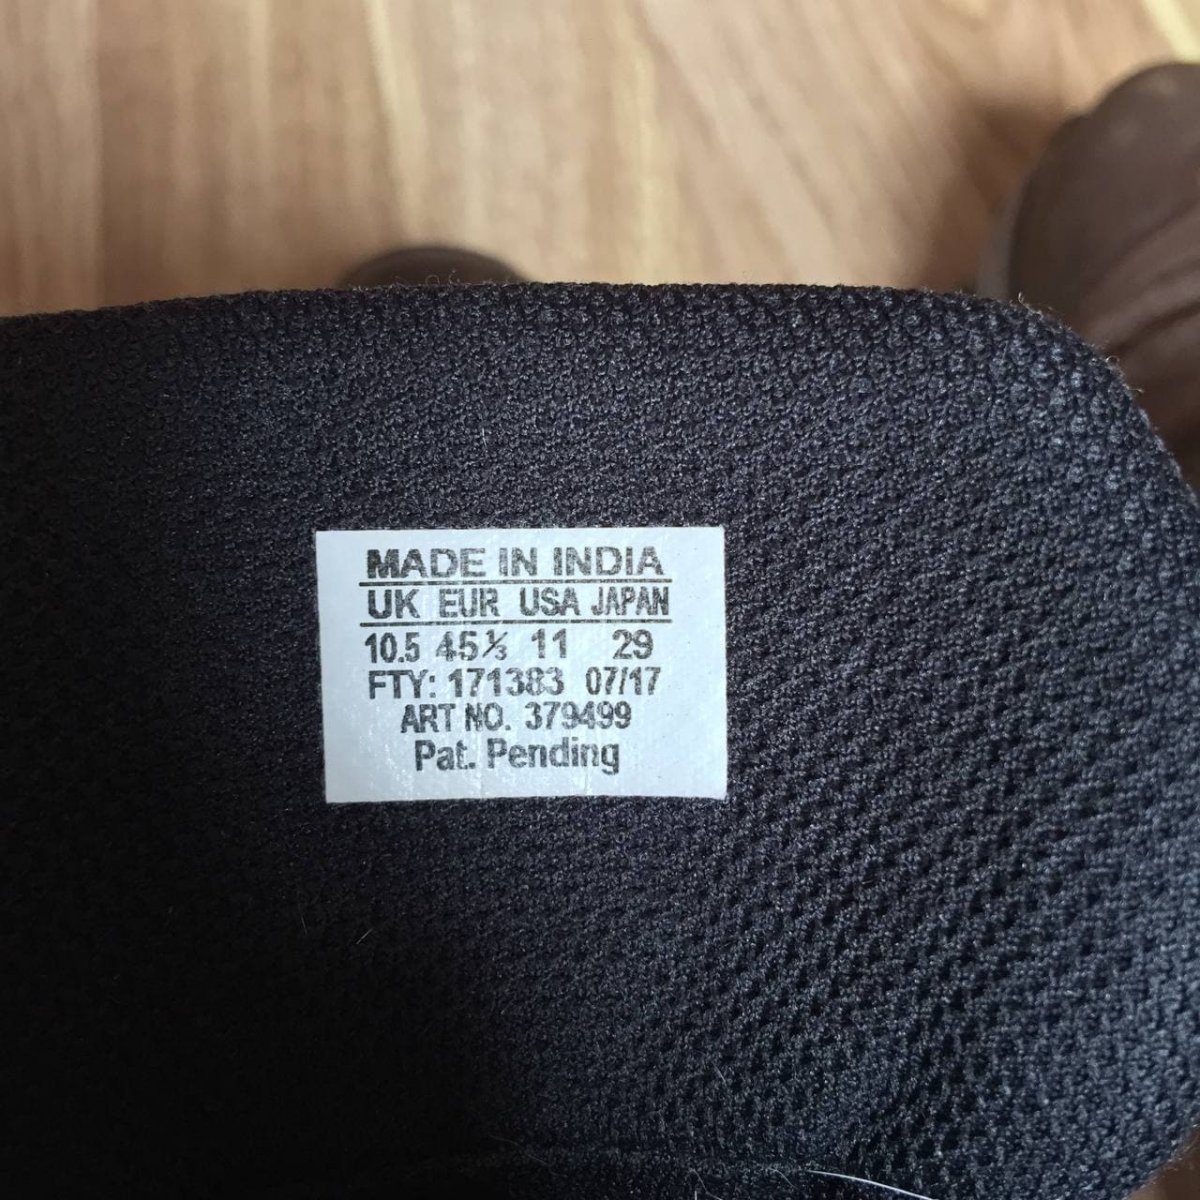 MADE IN INDIA
UK EUR USA JAPAN
10.5 45⅓ 11 29
FTY: 171383 07/17
ART NO. 379499
Pat. Pending